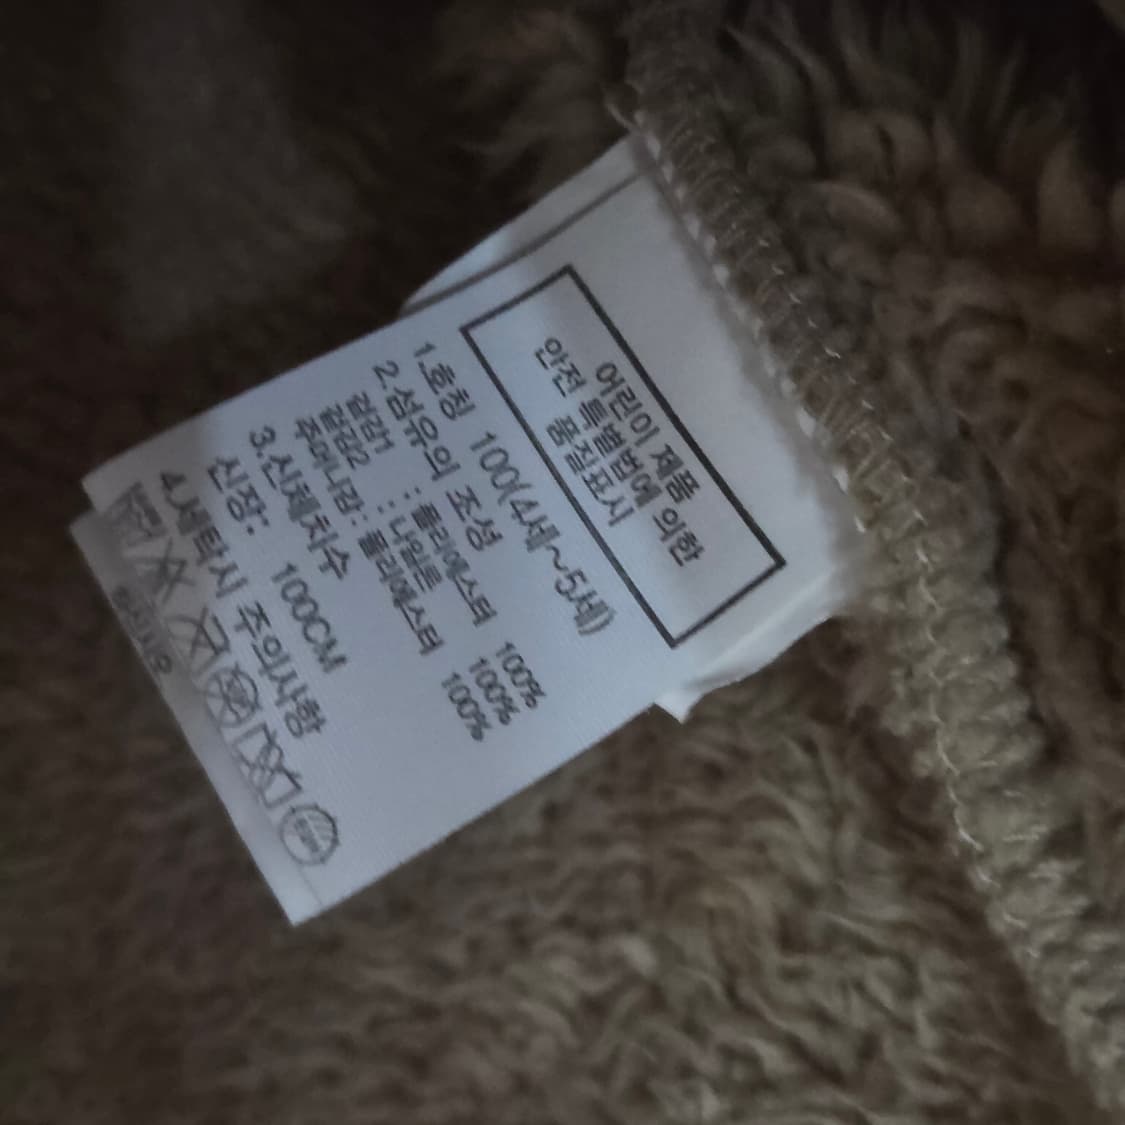 어린이 제품
안전 특별법에 의한
품질표시
1.호칭 100(4세~5세)
2.섬유의 조성
겉감1 : 폴리에스터 100%
겉감2 : 나일론 100%
주머니감: 폴리에스터 100%
3.신체치수
신장: 100CM
4.세탁시 주의사항